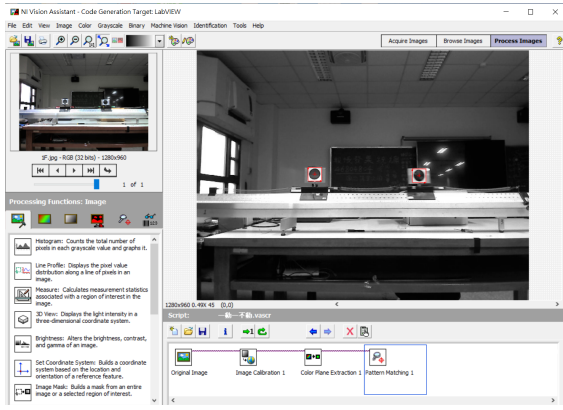 NI Vision Assistant - Code Generation Target: LabVIEW
File Edit View Image Color Grayscale Binary Machine Vision Identification Tools Help
Acquire Images
Browse Images
Process Images
1F.jpg - RGB (32 bits) - 1280x960
1 of 1
Processing Functions: Image
Histogram: Counts the total number of
pixels in each grayscale value and graphs it.
Line Profile: Displays the pixel value
distribution along a line of pixels in an
image.
Measure: Calculates measurement statistics
associated with a region of interest in the
image.
3D View: Displays the light intensity in a
three-dimensional coordinate system.
Brightness: Alters the brightness, contrast,
and gamma of an image.
Set Coordinate System: Builds a coordinate
system based on the location and
orientation of a reference feature.
Image Mask: Builds a mask from an entire
image or a selected region of interest.
1280x960 0.49X 45 (0,0)
Script: 一動一不動.vascr
Original Image
Image Calibration 1
Color Plane Extraction 1
Pattern Matching 1